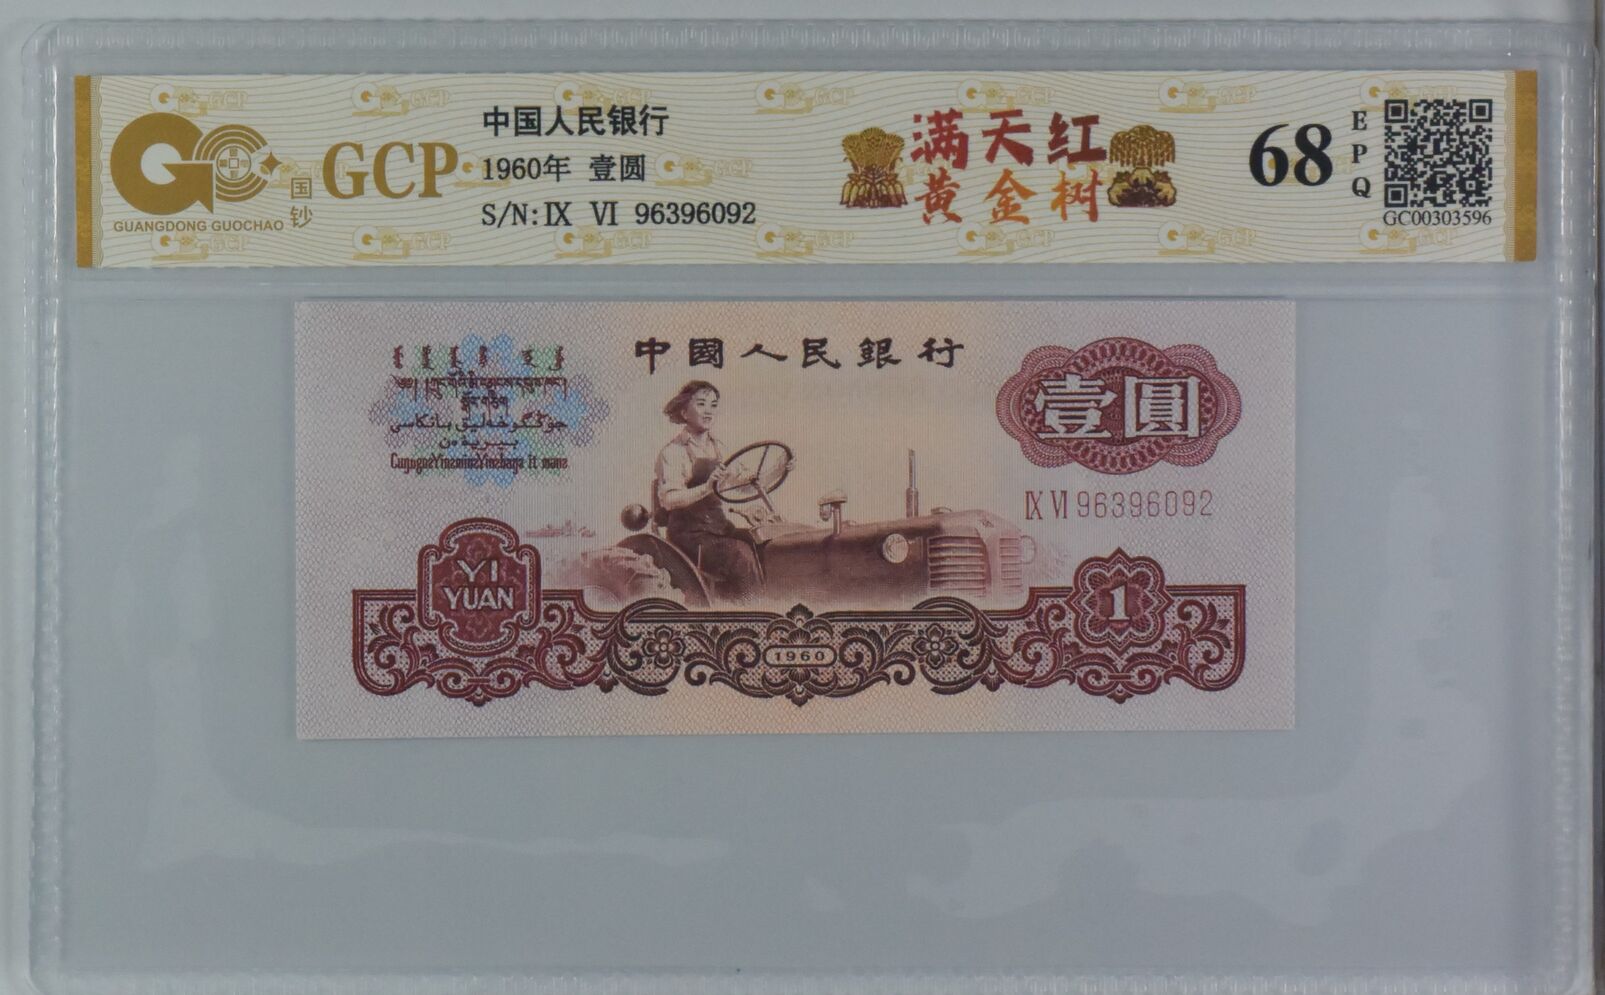 GUANGDONG GUOCHAO
国钞
GCP
中国人民银行
1960年 壹圆
S/N: IX VI 96396092
满天红
黄金树
68
EPQ
GC00303596
中國人民銀行
壹圓
IX VI 96396092
YI
YUAN
1960
1